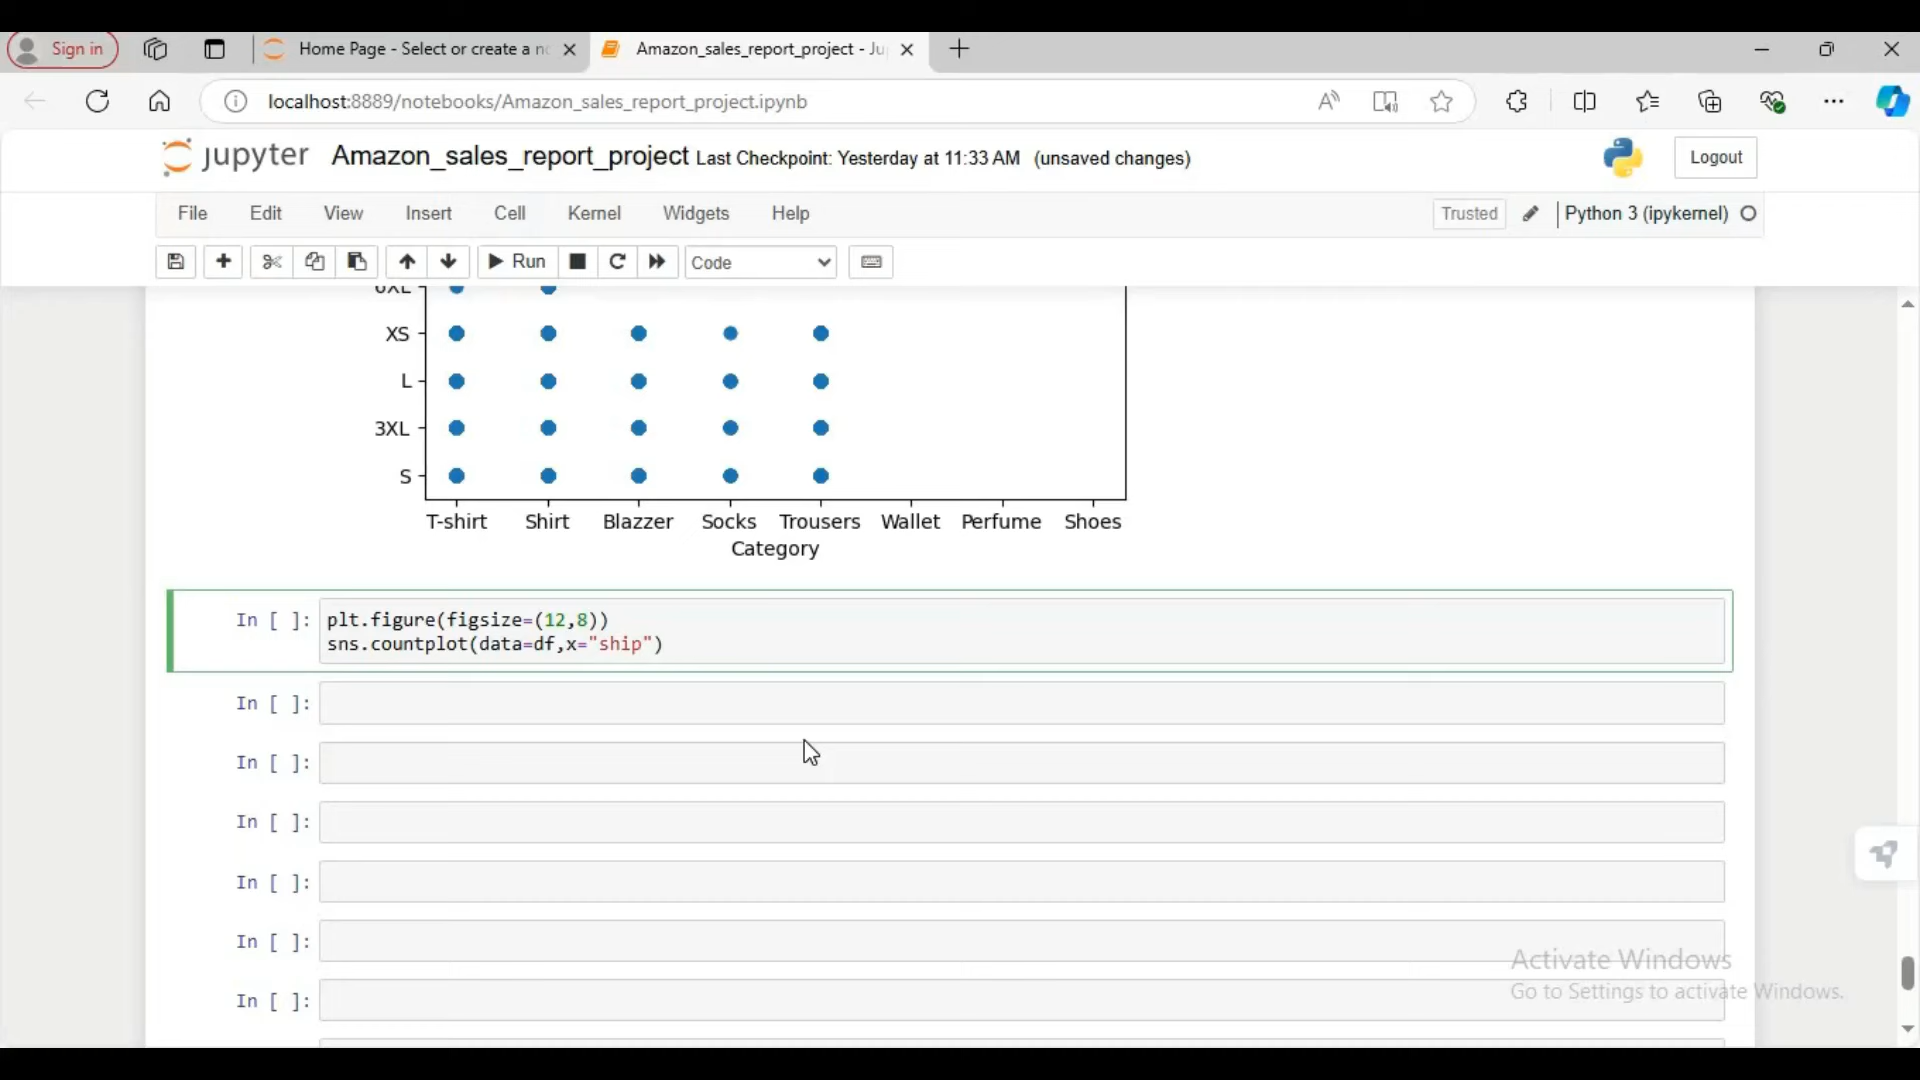 Sign in
Home Page - Select or create a n
Amazon_sales_report_project - Ju
localhost:8889/notebooks/Amazon_sales_report_project.ipynb
jupyter Amazon_sales_report_project Last Checkpoint: Yesterday at 11:33 AM (unsaved changes)
Logout
File Edit View Insert Cell Kernel Widgets Help
Trusted Python 3 (ipykernel)
Run Code
XS
L
3XL
S
T-shirt Shirt Blazzer Socks Trousers Wallet Perfume Shoes
Category
In [ ]: plt.figure(figsize=(12,8))
sns.countplot(data=df,x="ship")
In [ ]:
In [ ]:
In [ ]:
In [ ]:
In [ ]:
In [ ]:
Activate Windows
Go to Settings to activate Windows.